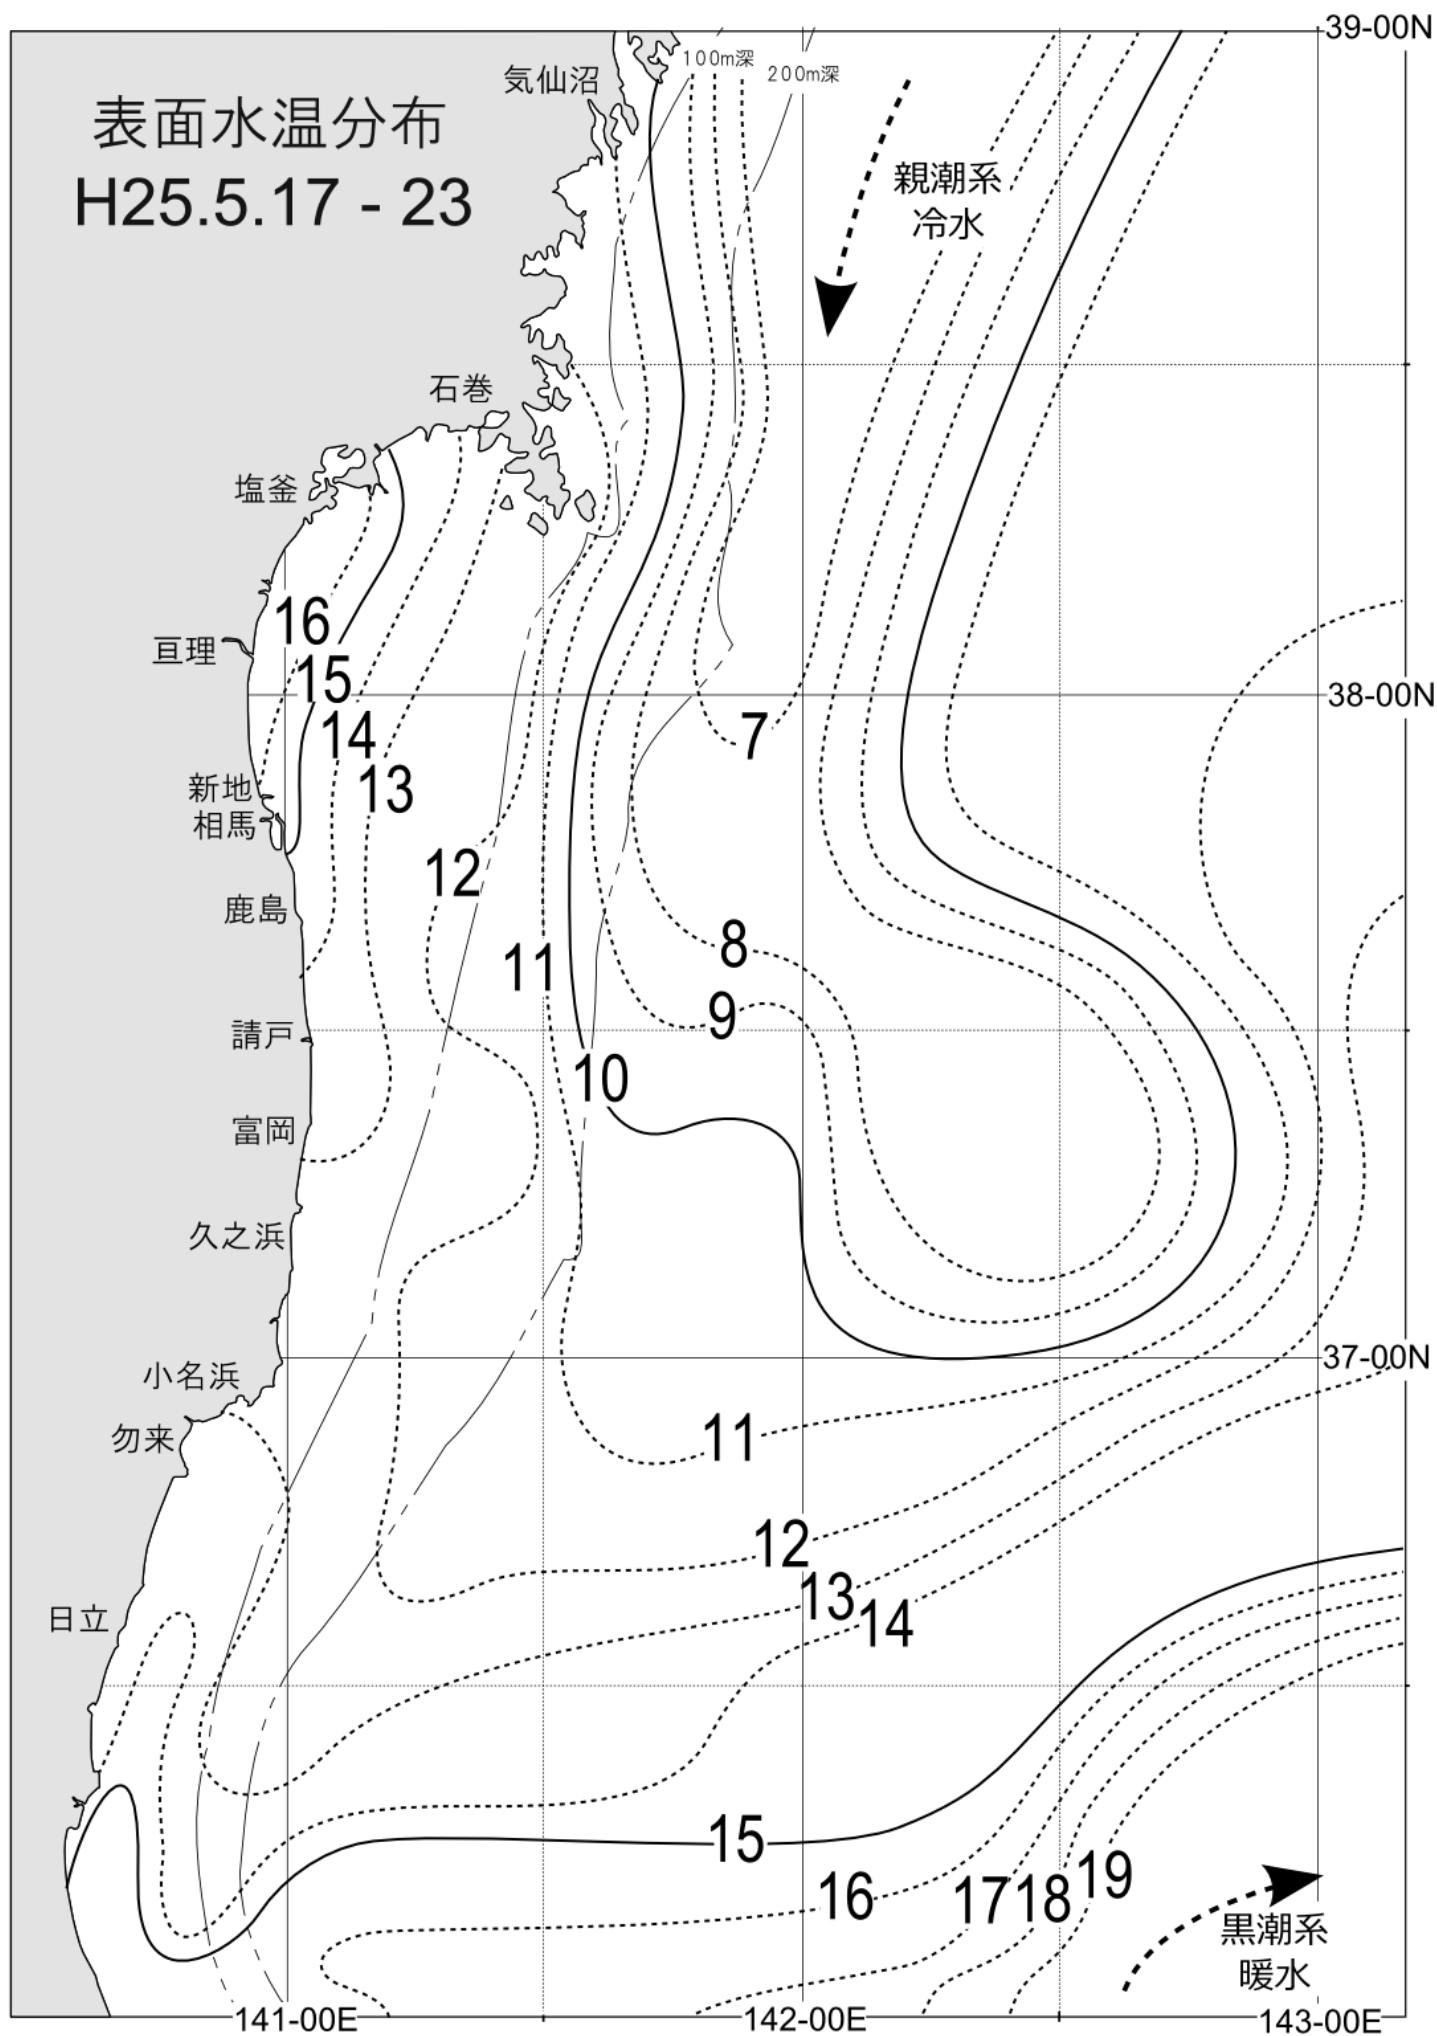 39-00N
100m深
200m深
気仙沼
表面水温分布
H25.5.17 - 23
親潮系
冷水
石巻
塩釜
16
亘理
15
38-00N
14
7
新地
13
相馬
12
鹿島
8
11
9
請戸
10
富岡
久之浜
37-00N
小名浜
勿来
11
12
13
14
日立
15
16
17
18
19
黒潮系
暖水
141-00E
142-00E
143-00E